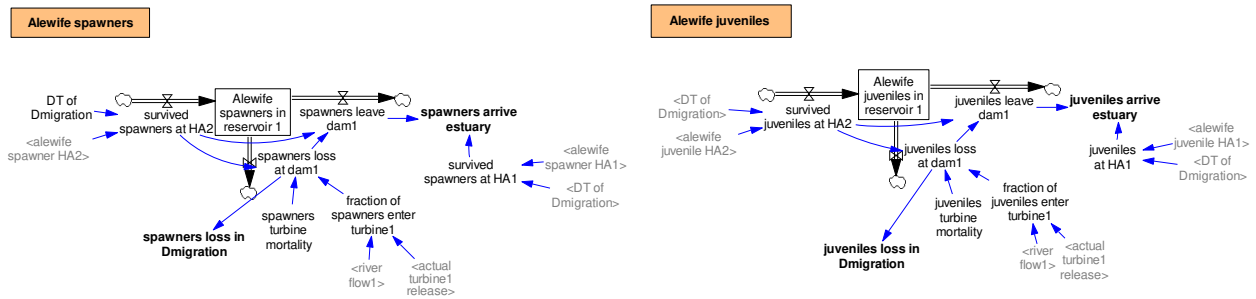 Alewife spawners
DT of
Dmigration
<alewife
spawner HA2>
survived
spawners at HA2
Alewife
spawners in
reservoir 1
spawners leave
dam1
spawners arrive
estuary
spawners loss
at dam1
survived
spawners at HA1
<alewife
spawner HA1>
<DT of
Dmigration>
spawners loss in
Dmigration
spawners
turbine
mortality
fraction of
spawners enter
turbine1
<river
flow1>
<actual
turbine1
release>
Alewife juveniles
<DT of
Dmigration>
<alewife
juvenile HA2>
survived
juveniles at HA2
Alewife
juveniles in
reservoir 1
juveniles leave
dam1
juveniles arrive
estuary
juveniles loss
at dam1
juveniles
at HA1
<alewife
juvenile HA1>
<DT of
Dmigration>
juveniles loss in
Dmigration
juveniles
turbine
mortality
fraction of
juveniles enter
turbine1
<river
flow1>
<actual
turbine1
release>